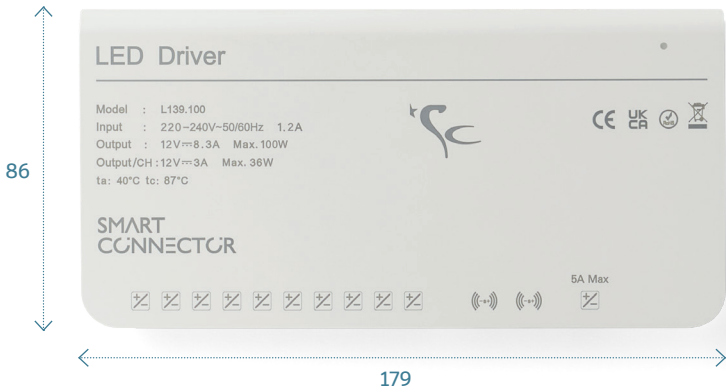 LED Driver
Model : L139.100
Input : 220-240V~50/60Hz 1.2A
Output : 12V⎓8.3A Max.100W
Output/CH :12V⎓3A Max. 36W
ta: 40°C tc: 87°C
SC
CE UK CA
SMART
CONNECTOR
5A Max
86
179